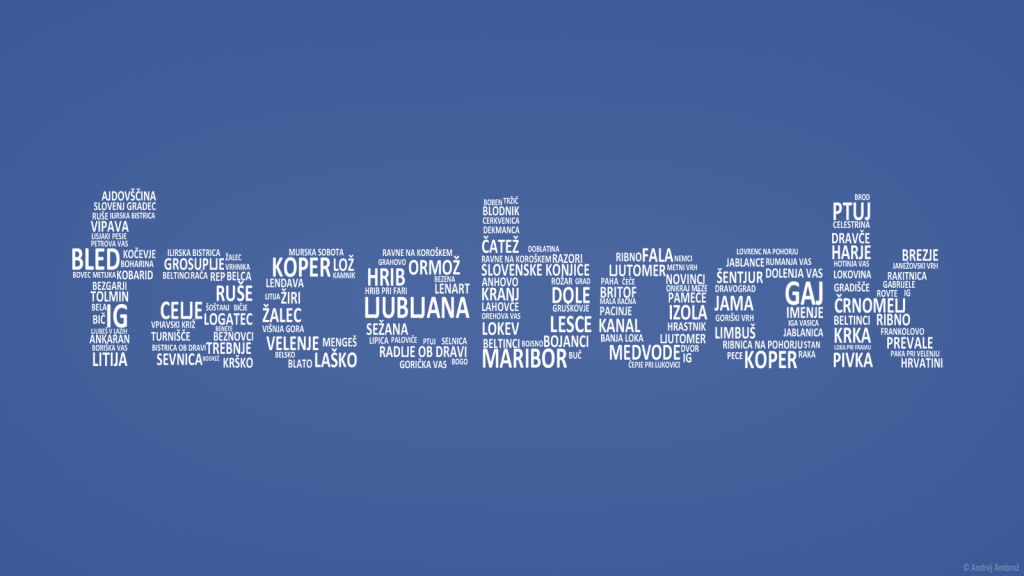 AJDOVŠČINA
SLOVENJ GRADEC
RUŠE ILIRSKA BISTRICA
VIPAVA
PETROVA VAS
BLED KOČEVJE
BOHARINA
BOVEC METLIKA KOBARID
BEZGARJI
TOLMIN
BELA
BIČ IG
LJUBEŠ V LAZIH
ANKARAN
BORIŠKA VAS
LITIJA
ILIRSKA BISTRICA
GROSUPLJE ŽALEC
VRHNIKA
BELTINCI RAČA REP BELCA
RUŠE
CELJE ŠOŠTANJ BIČJE
VPIAVSKI KRIŽ LOGATEC
BENETE
TURNIŠČE BEZNOVCI
BISTRICA OB DRAVI TREBNJE
SEVNICA BODREŽ KRŠKO
MURSKA SOBOTA
KOPER LOŽ
KAMNIK
LENDAVA
LITIJA ŽIRI
ŽALEC
VIŠNJA GORA
VELENJE MENGEŠ
BELSKO
BLATO LAŠKO
RAVNE NA KOROŠKEM
GRAHOVO ORMOŽ
HRIB BEZENA
HRIB PRI FARI LENART
LJUBLJANA
SEŽANA
LIPICA PALOVIČE PTUJ SELNICA
RADLJE OB DRAVI
GORIČKA VAS BOGO
BOBEN TRŽIČ
BLODNIK
CERKVENICA
DEKMANCA
ČATEŽ DOBLATINA
RAVNE NA KOROŠKEM RAZORI
SLOVENSKE KONJICE
ANHOVO ROŽAR GRAD
KRANJ DOLE
LAHOVČE GRUŠKOVJE
OREHOVA VAS
LOKEV LESCE
BELTINCI BOJSNO BOJANCI
MARIBOR BUČ
RIBNO FALA NEMCI
LJUTOMER METNI VRH
PAHA ČEČE NOVINCI
BRITOF ONKRAJ MEŽE
MALA RAČNA PAMEČE
PACINJE IZOLA
KANAL HRASTNIK
BANJA LOKA LJUTOMER
MEDVODE DVOR
IG
ČEPJE PRI LUKOVICI
LOVRENC NA POHORJU
JABLANCE RUMANJA VAS
ŠENTJUR DOLENJA VAS
DRAVOGRAD GAJ
JAMA IMENJE
GORIŠKI VRH IGA VASICA
LIMBUŠ JABLANICA
RIBNICA NA POHORJU STAN
PECE KOPER RAKA
BROD
PTUJ
CELESTRINA
DRAVČE
HARJE BREZJE
HOTINJA VAS JANEŽOVSKI VRH
LOKOVINA RAKITNICA
GABRIJELE
GRADIŠČE ROVTE IG
ČRNOMELJ
BELTINCI RIBNO
KRKA FRANKOLOVO
LOKA PRI FRAMU PREVALE
PAKA PRI VELENJU
PIVKA HRVATINI
© Andrej Ambrož